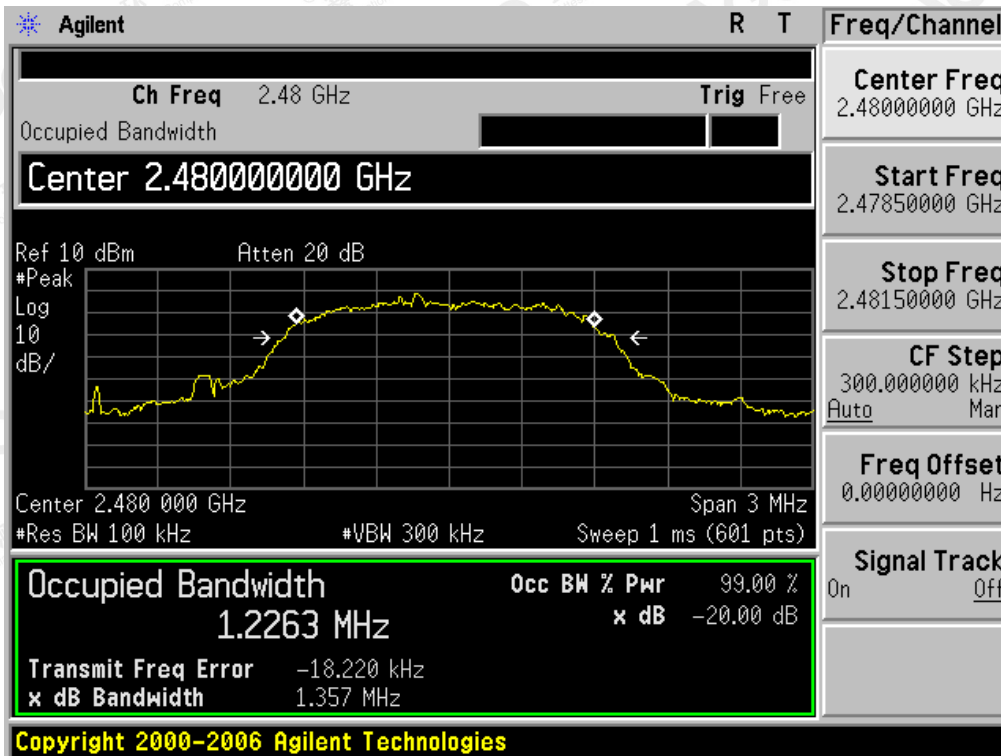 Agilent R T
Ch Freq 2.48 GHz Trig Free
Occupied Bandwidth
Center 2.480000000 GHz
Ref 10 dBm Atten 20 dB
#Peak
Log
10
dB/
Center 2.480 000 GHz Span 3 MHz
#Res BW 100 kHz #VBW 300 kHz Sweep 1 ms (601 pts)
Occupied Bandwidth Occ BW % Pwr 99.00 %
1.2263 MHz x dB -20.00 dB
Transmit Freq Error -18.220 kHz
x dB Bandwidth 1.357 MHz
Copyright 2000-2006 Agilent Technologies
Freq/Channel
Center Freq
2.48000000 GHz
Start Freq
2.47850000 GHz
Stop Freq
2.48150000 GHz
CF Step
300.000000 kHz
Auto Man
Freq Offset
0.00000000 Hz
Signal Track
On Off